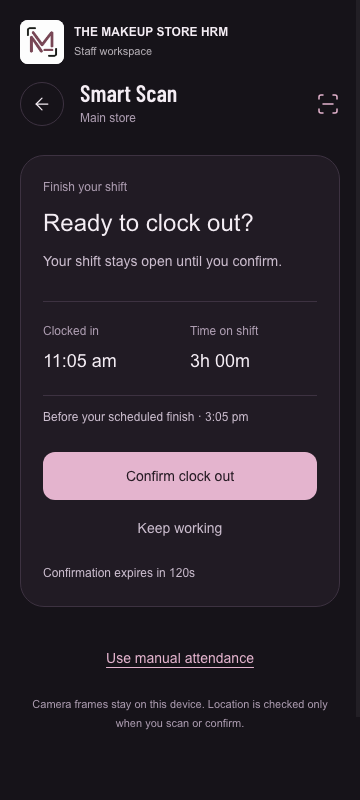 THE MAKEUP STORE HRM
Staff workspace
Smart Scan
Main store
Finish your shift
Ready to clock out?
Your shift stays open until you confirm.
Clocked in
Time on shift
11:05 am
3h 00m
Before your scheduled finish · 3:05 pm
Confirm clock out
Keep working
Confirmation expires in 120s
Use manual attendance
Camera frames stay on this device. Location is checked only
when you scan or confirm.